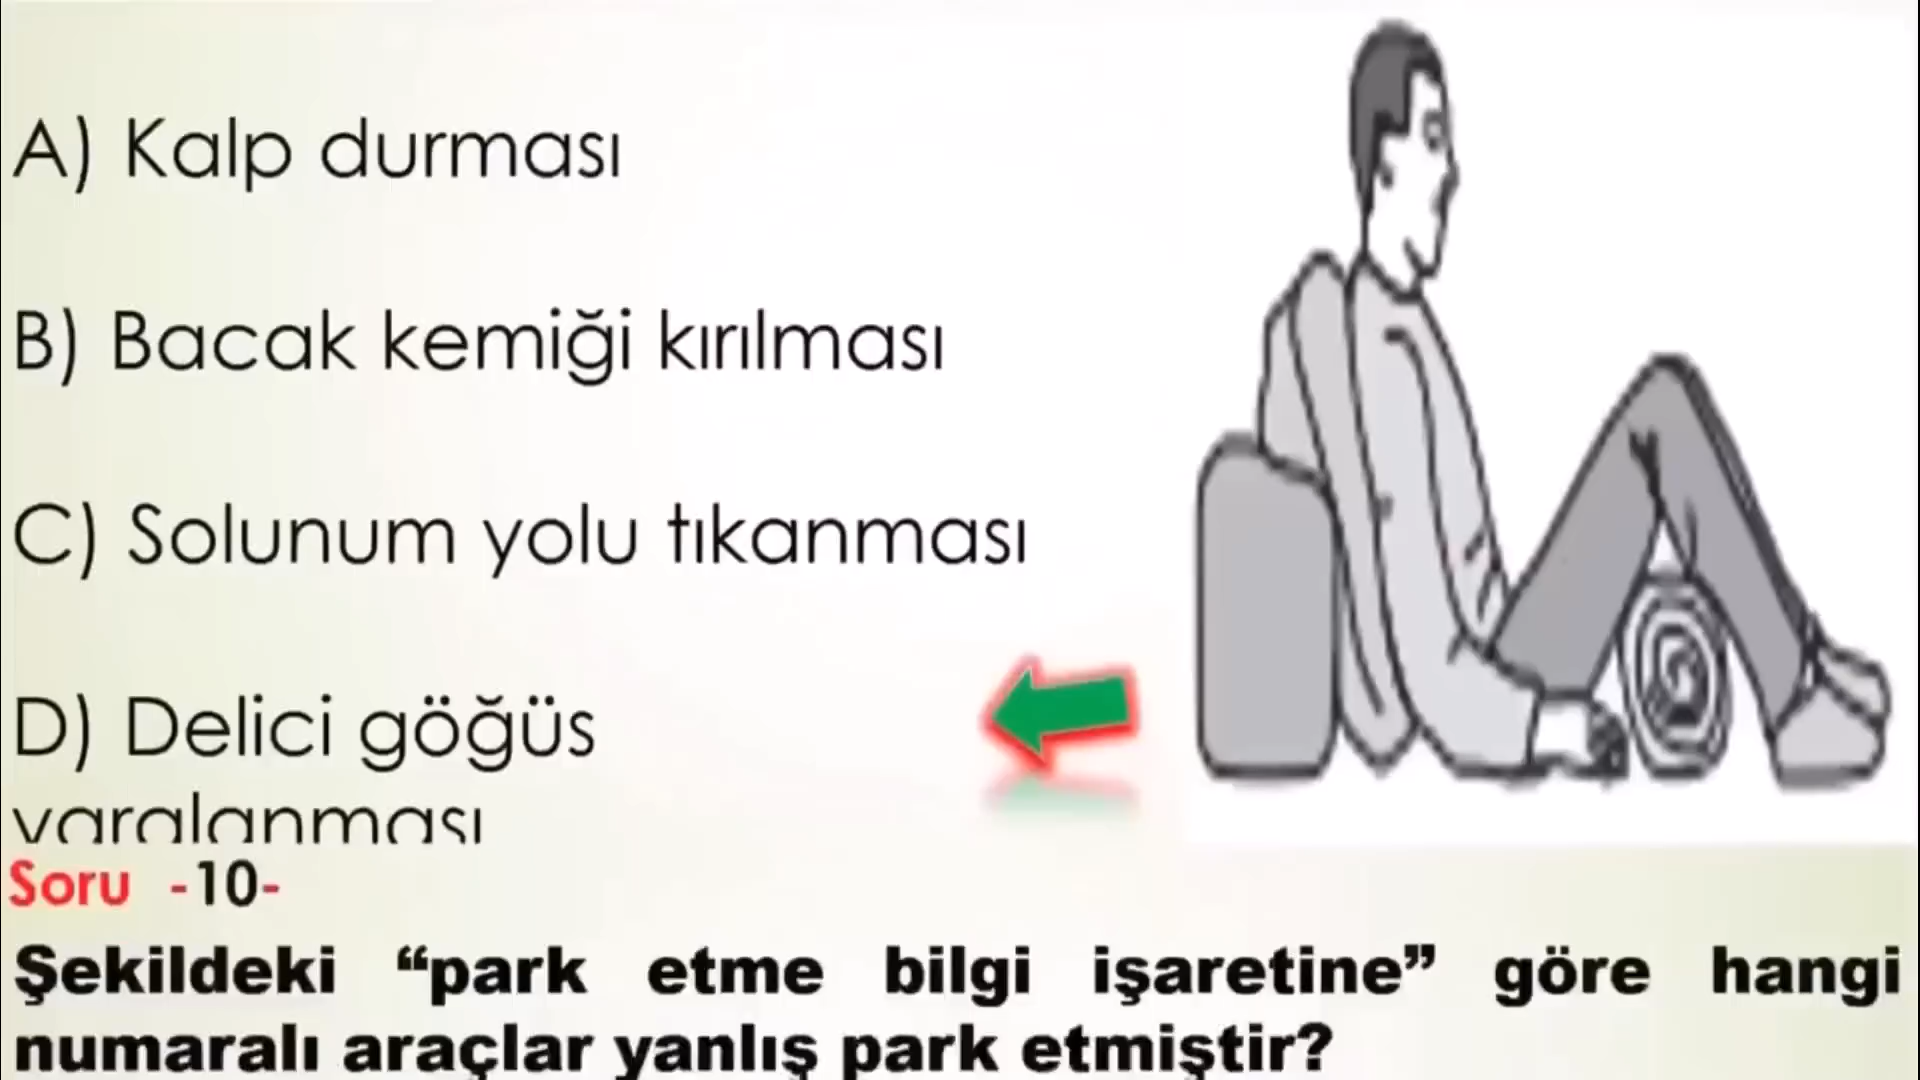 A) Kalp durması
B) Bacak kemiği kırılması
C) Solunum yolu tıkanması
D) Delici göğüs
yaralanması
Soru -10-
Şekildeki “park etme bilgi işaretine” göre hangi
numaralı araçlar yanlış park etmiştir?